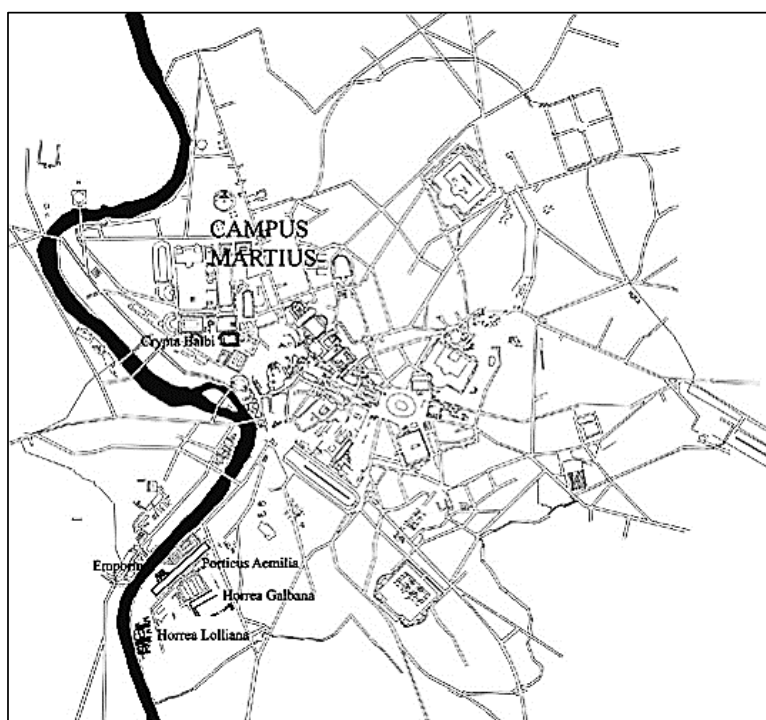 CAMPUS
MARTIUS
Crypta Balbi
Porticus Aemilia
Horrea Galbana
Horrea Lolliana